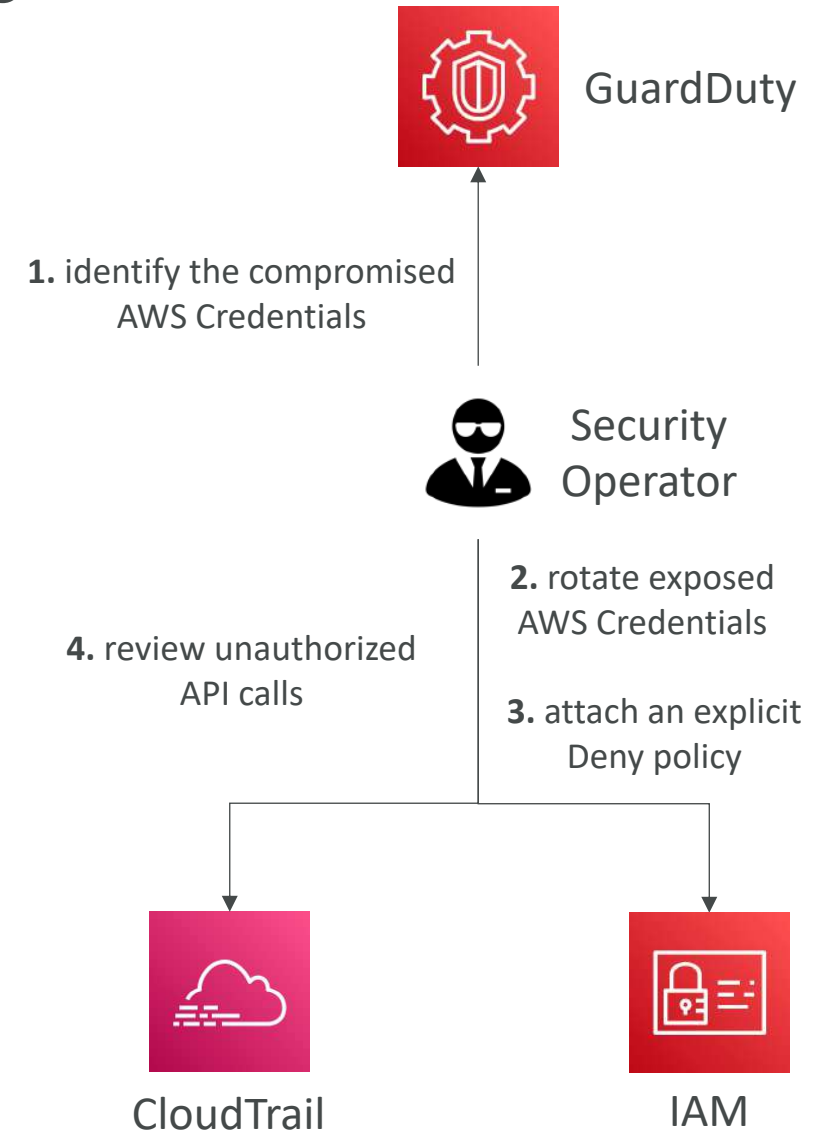 GuardDuty
1. identify the compromised
AWS Credentials
Security
Operator
2. rotate exposed
AWS Credentials
3. attach an explicit
Deny policy
4. review unauthorized
API calls
CloudTrail
IAM